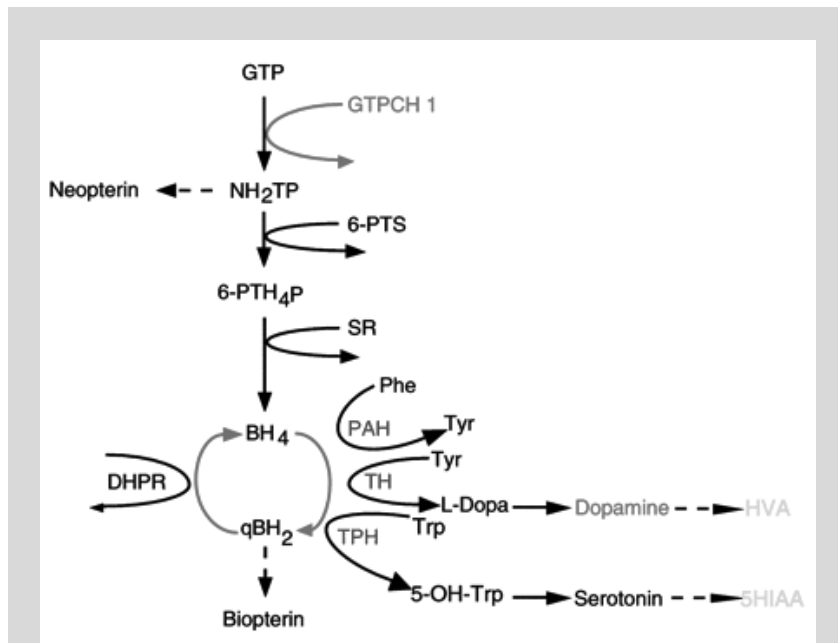 GTP
GTPCH 1
Neopterin
NH2TP
6-PTS
6-PTH4P
SR
Phe
BH4
PAH
Tyr
Tyr
DHPR
TH
L-Dopa
Dopamine
HVA
qBH2
TPH
Trp
5-OH-Trp
Serotonin
5HIAA
Biopterin